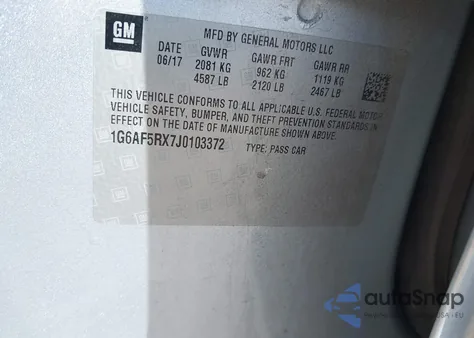 GM
MFD BY GENERAL MOTORS LLC
DATE GVWR GAWR FRT GAWR RR
06/17 2081 KG 962 KG 1119 KG
4587 LB 2120 LB 2467 LB
THIS VEHICLE CONFORMS TO ALL APPLICABLE U.S. FEDERAL MOTOR
VEHICLE SAFETY, BUMPER, AND THEFT PREVENTION STANDARDS IN
EFFECT ON THE DATE OF MANUFACTURE SHOWN ABOVE.
1G6AF5RX7J0103372 TYPE: PASS CAR
autoSnap